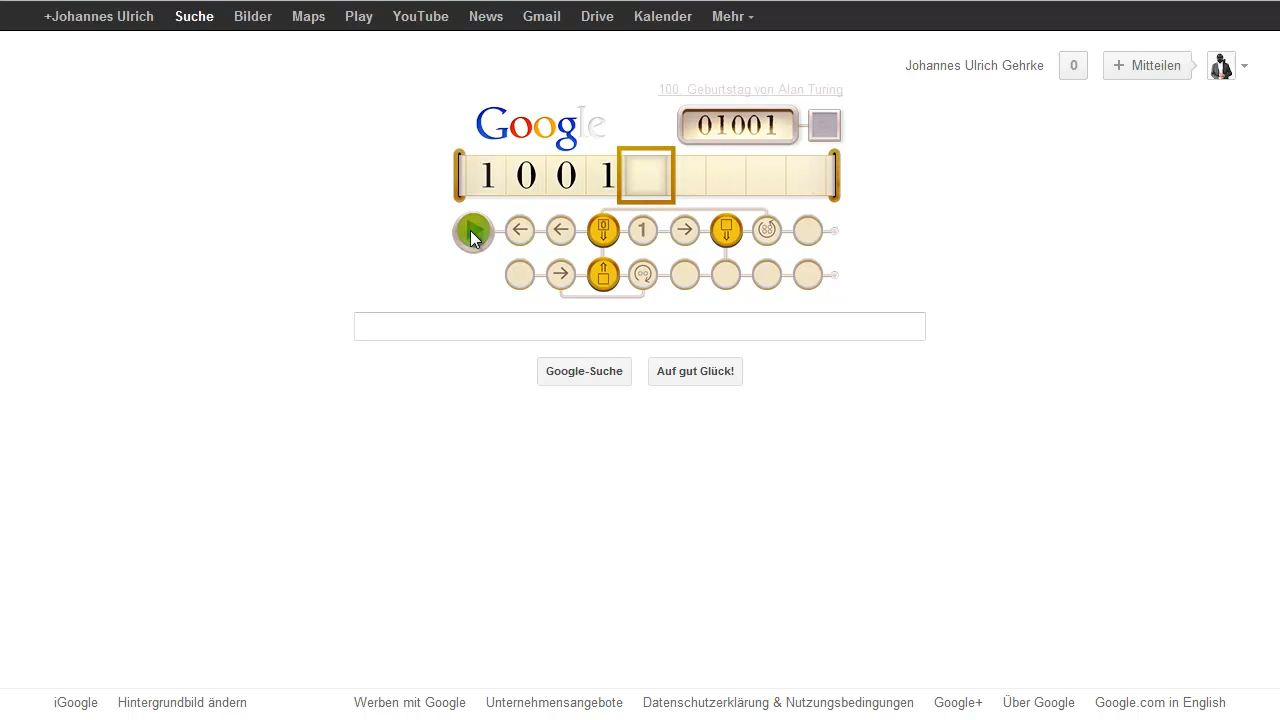 +Johannes Ulrich Suche Bilder Maps Play YouTube News Gmail Drive Kalender Mehr
Johannes Ulrich Gehrke 0 + Mitteilen
100. Geburtstag von Alan Turing
Google 01001
1 0 0 1
← ← 0 1 →
→
Google-Suche Auf gut Glück!
iGoogle Hintergrundbild ändern Werben mit Google Unternehmensangebote Datenschutzerklärung & Nutzungsbedingungen Google+ Über Google Google.com in English